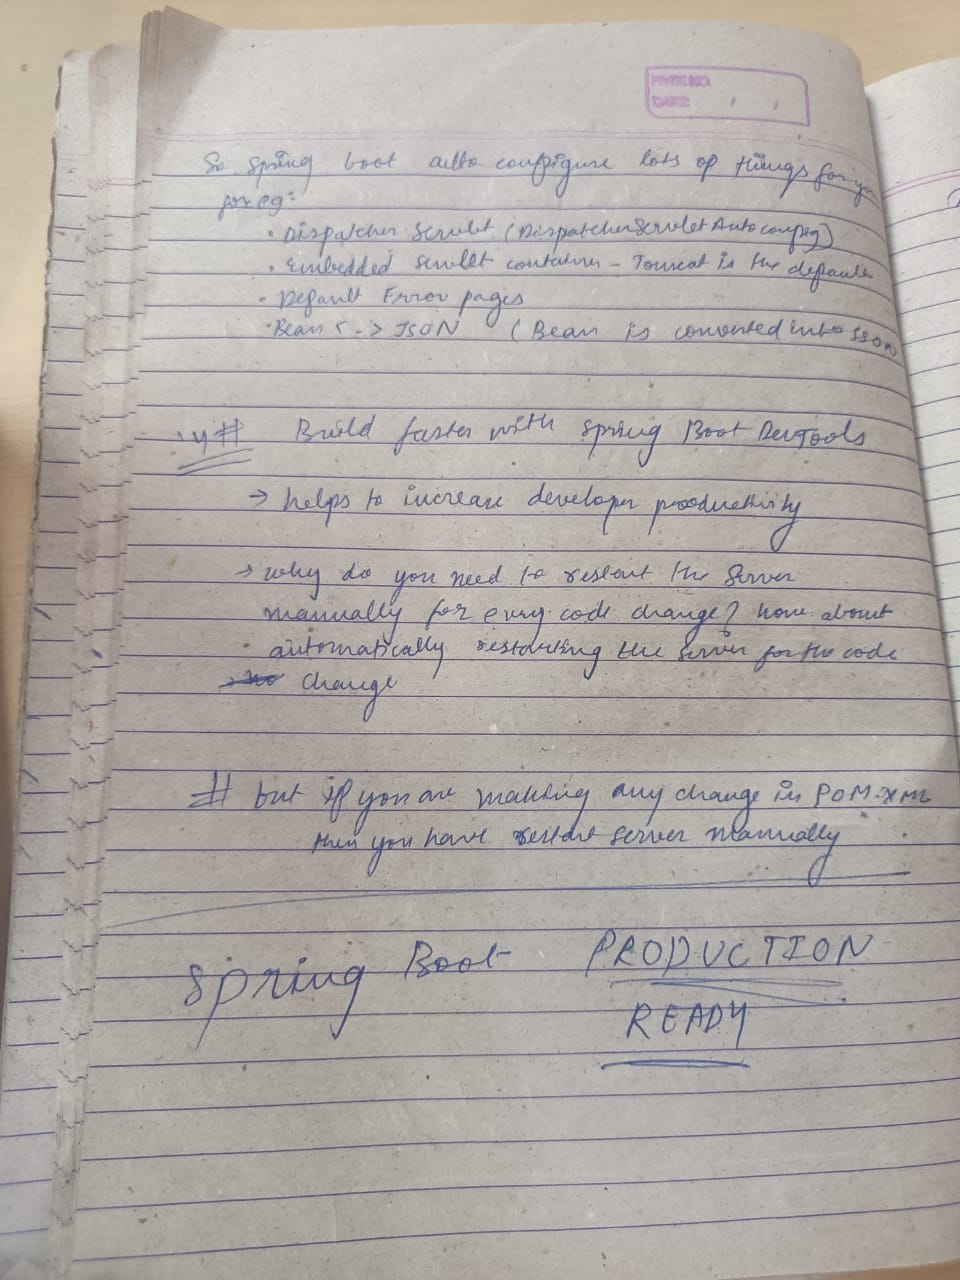 DATE: / /
So Spring boot auto configure lots of things for you
for eg:
• Dispatcher Servlet (DispatcherServletAutoconfig)
• Embedded Servlet container - Tomcat is the default
• Default Error pages
• Bean <-> JSON (Bean is converted into JSON
4# Build faster with Spring Boot DevTools
→ helps to increase developer productivity
→ why do you need to restart the server
manually for every code change? how about
automatically restarting the server for the code
change
# but if you are making any change in POM.xml
then you have restart server manually
Spring Boot PRODUCTION
READY